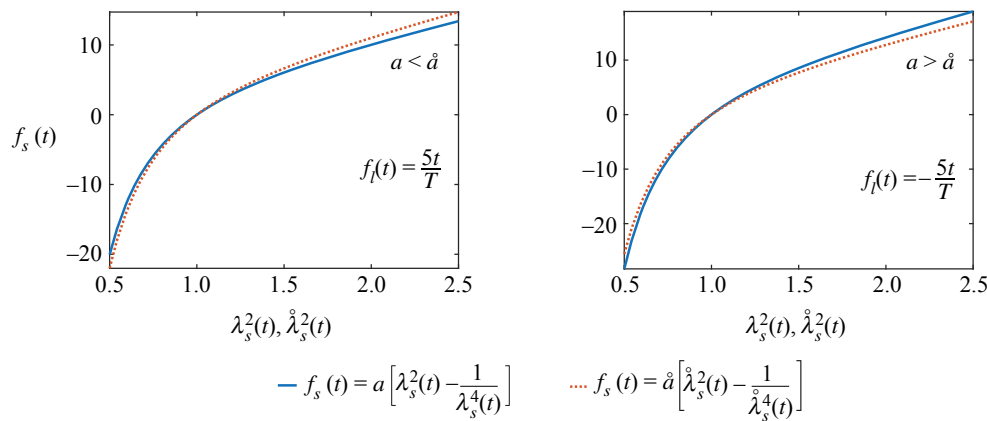 10
0
−10
−20
f_s (t)
a < å
f_l(t) = 5t/T
0.5 1.0 1.5 2.0 2.5
λ_s^2(t), λ̊_s^2(t)
10
0
−10
−20
a > å
f_l(t) = − 5t/T
0.5 1.0 1.5 2.0 2.5
λ_s^2(t), λ̊_s^2(t)
f_s (t) = a [λ_s^2(t) − 1/λ_s^4(t)]
f_s (t) = å [λ̊_s^2(t) − 1/λ̊_s^4(t)]